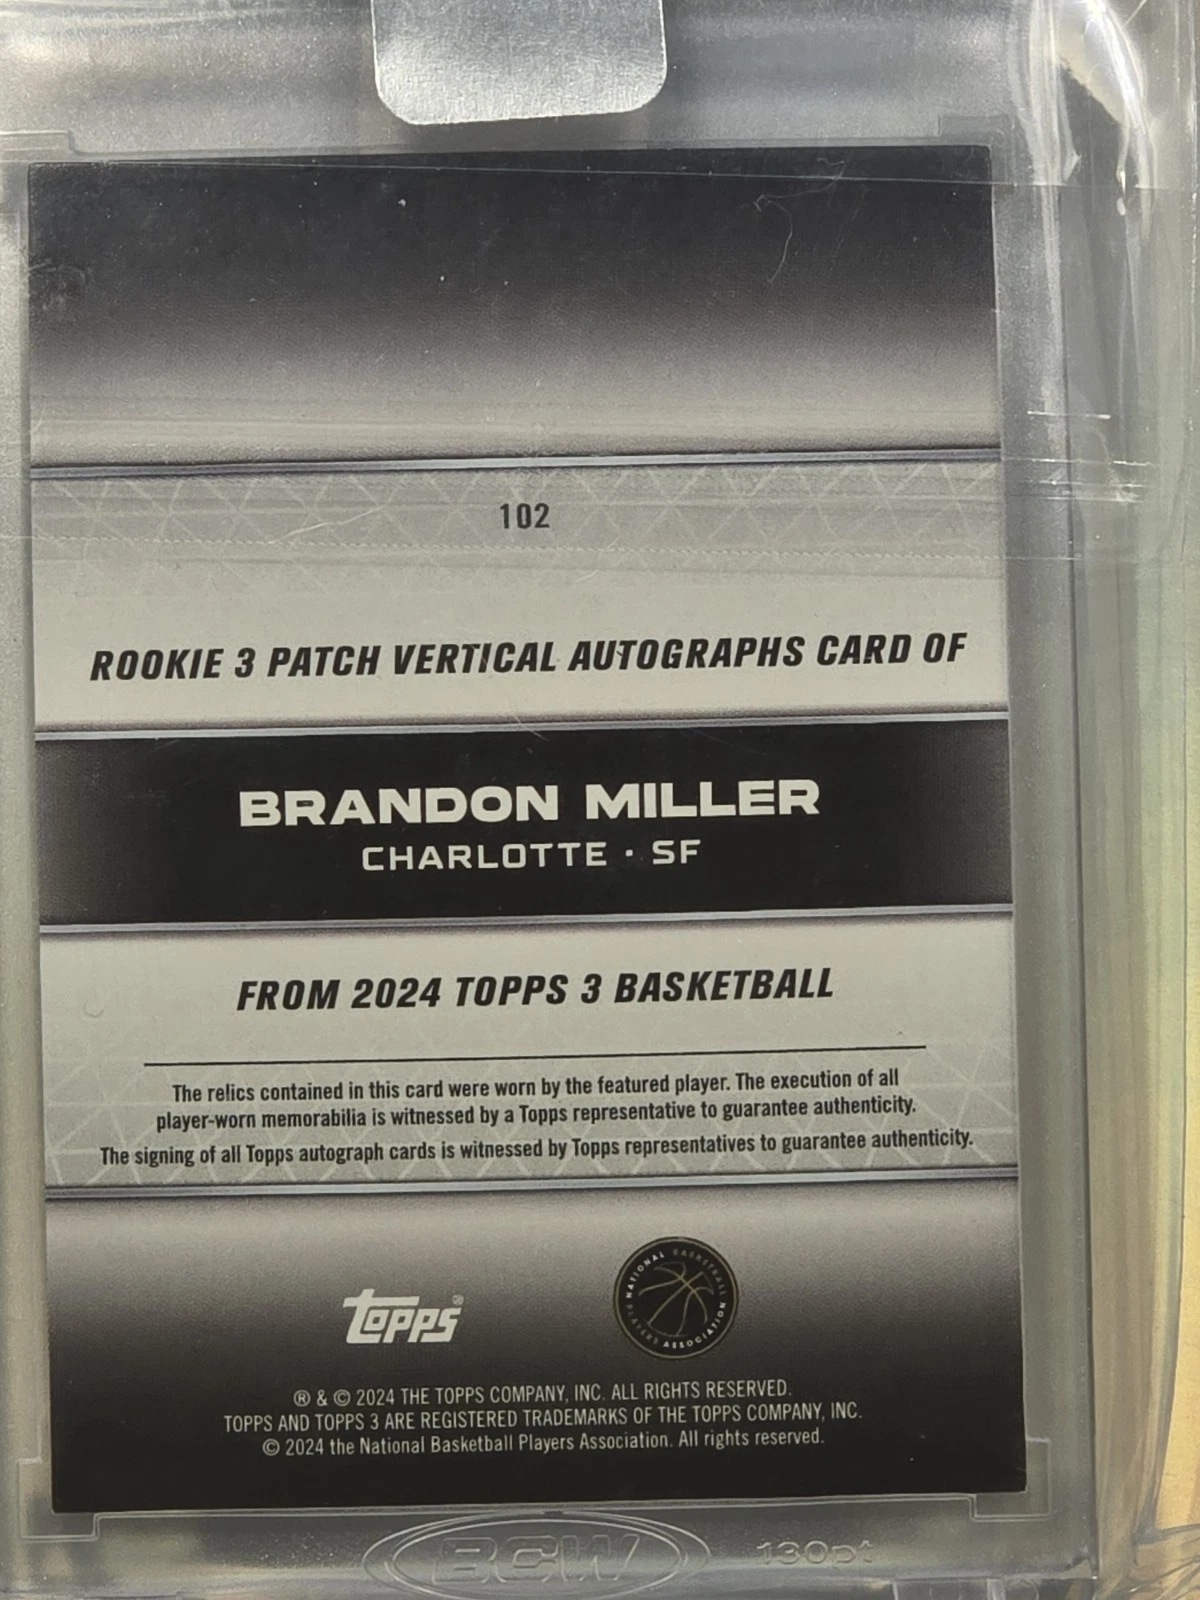 102
ROOKIE 3 PATCH VERTICAL AUTOGRAPHS CARD OF
BRANDON MILLER
CHARLOTTE · SF
FROM 2024 TOPPS 3 BASKETBALL
The relics contained in this card were worn by the featured player. The execution of all
player-worn memorabilia is witnessed by a Topps representative to guarantee authenticity.
The signing of all Topps autograph cards is witnessed by Topps representatives to guarantee authenticity.
topps®
NATIONAL BASKETBALL PLAYERS ASSOCIATION
® & © 2024 THE TOPPS COMPANY, INC. ALL RIGHTS RESERVED.
TOPPS AND TOPPS 3 ARE REGISTERED TRADEMARKS OF THE TOPPS COMPANY, INC.
© 2024 the National Basketball Players Association. All rights reserved.
BCW 130pt